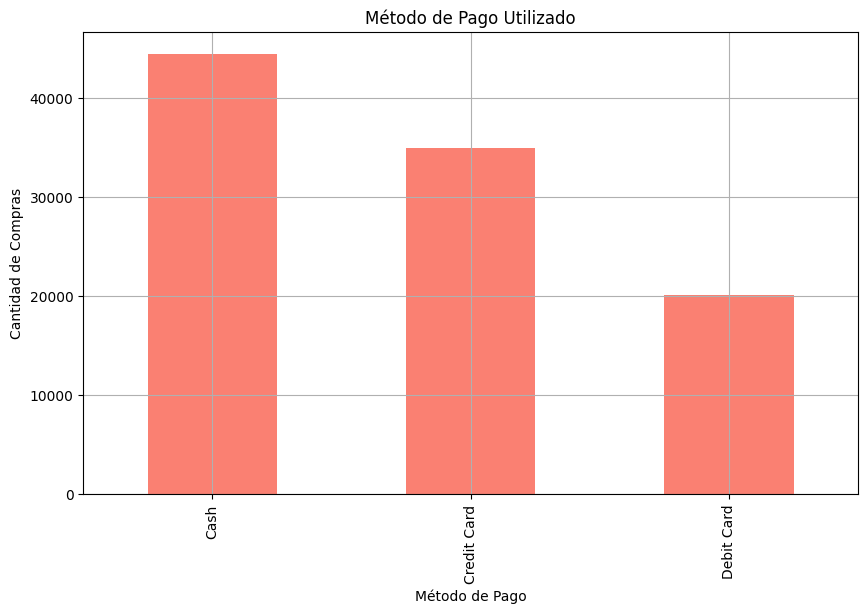 Método de Pago Utilizado
Cantidad de Compras
40000
30000
20000
10000
0
Cash
Credit Card
Debit Card
Método de Pago